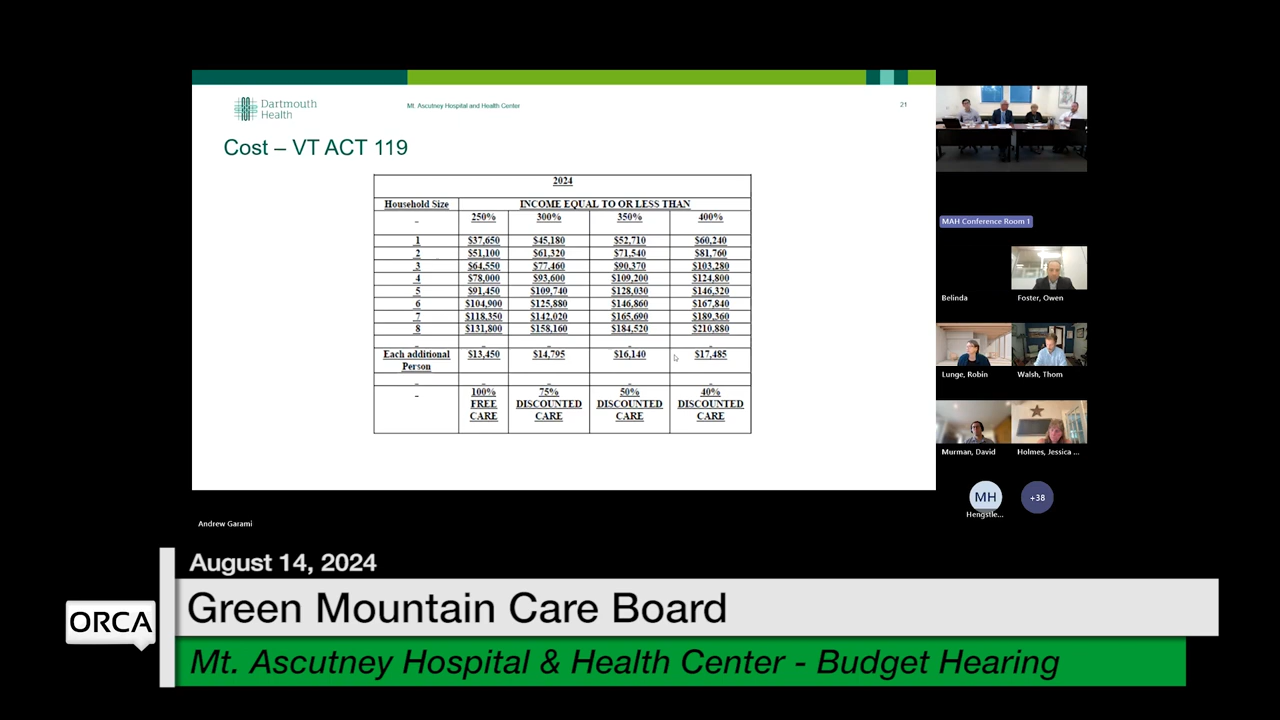 Dartmouth
Health
Mt. Ascutney Hospital and Health Center
21
Cost – VT ACT 119
2024
Household Size INCOME EQUAL TO OR LESS THAN
250% 300% 350% 400%
1 $37,650 $45,180 $52,710 $60,240
2 $51,100 $61,320 $71,540 $81,760
3 $64,550 $77,460 $90,370 $103,280
4 $78,000 $93,600 $109,200 $124,800
5 $91,450 $109,740 $128,030 $146,320
6 $104,900 $125,880 $146,860 $167,840
7 $118,350 $142,020 $165,690 $189,360
8 $131,800 $158,160 $184,520 $210,880
Each additional $13,450 $14,795 $16,140 $17,485
Person
100% 75% 50% 40%
FREE DISCOUNTED DISCOUNTED DISCOUNTED
CARE CARE CARE CARE
MAH Conference Room 1
Belinda
Foster, Owen
Lunge, Robin
Walsh, Thom
Murman, David
Holmes, Jessica ...
MH
+38
Hengstle...
Andrew Garami
August 14, 2024
ORCA
Green Mountain Care Board
Mt. Ascutney Hospital & Health Center - Budget Hearing